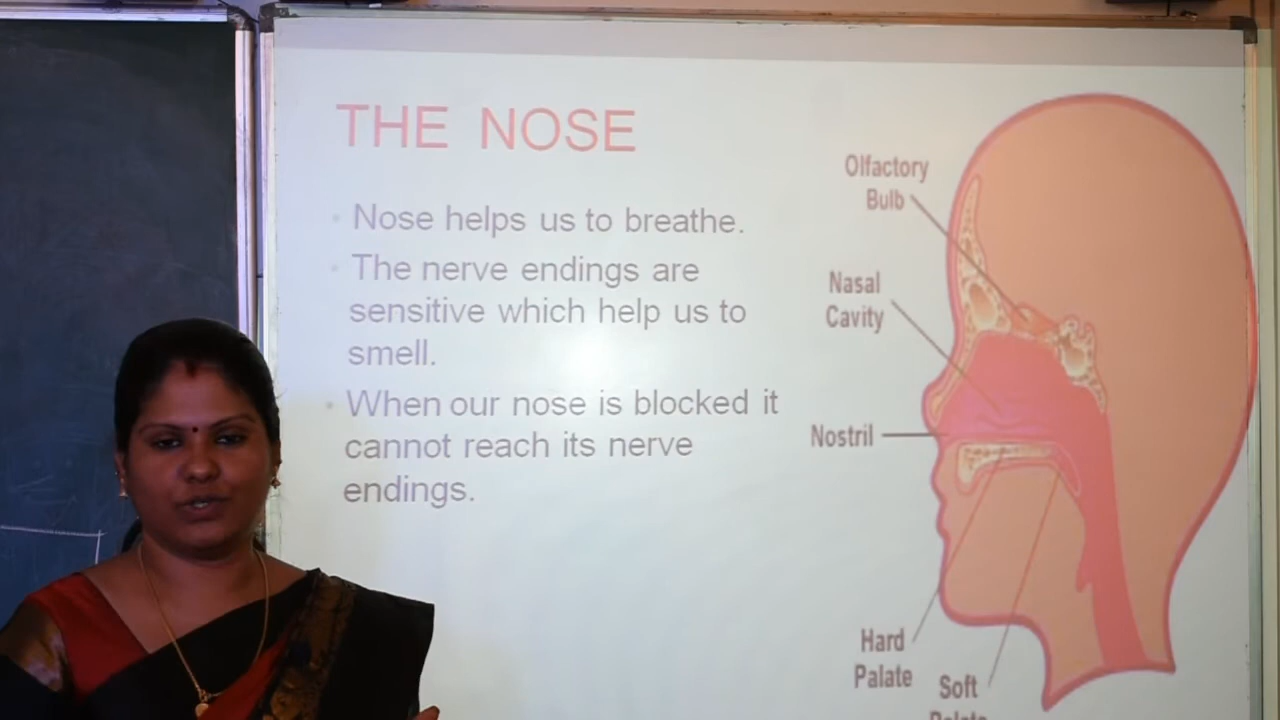 THE NOSE
Nose helps us to breathe.
The nerve endings are
sensitive which help us to
smell.
When our nose is blocked it
cannot reach its nerve
endings.
Olfactory
Bulb
Nasal
Cavity
Nostril
Hard
Palate
Soft